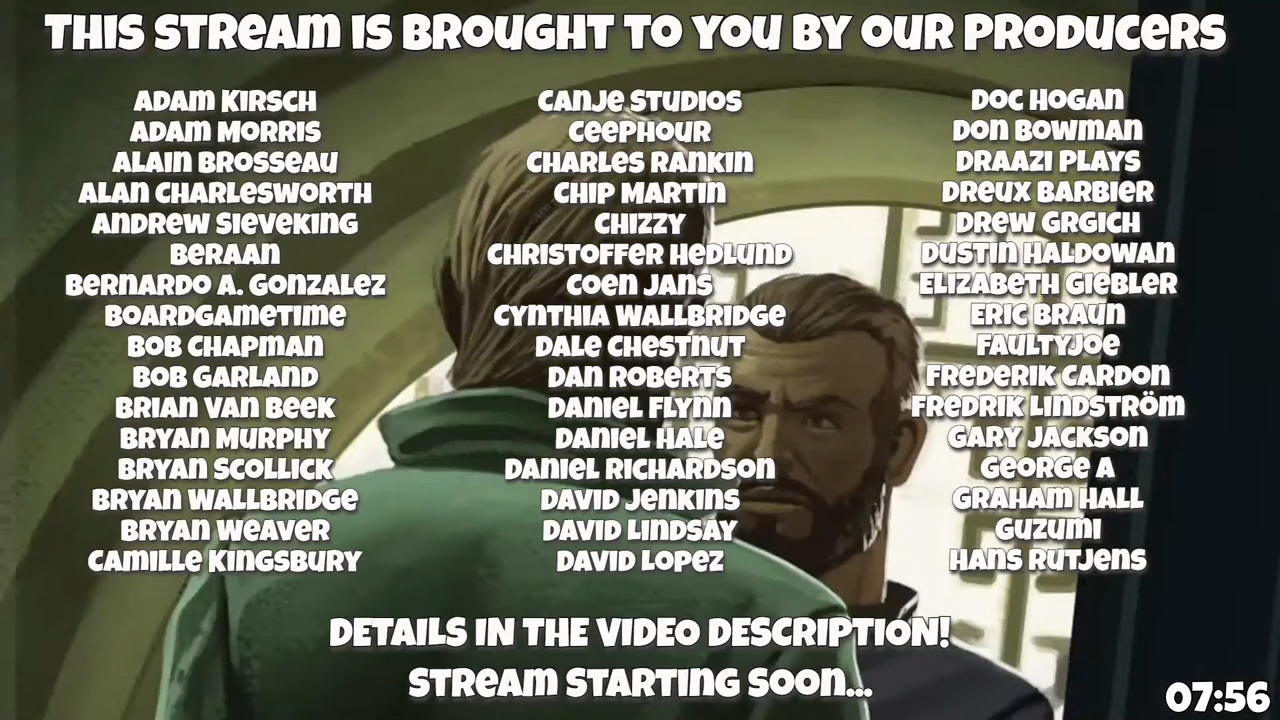 THIS STREAM IS BROUGHT TO YOU BY OUR PRODUCERS
ADAM KIRSCH
ADAM MORRIS
ALAIN BROSSEAU
ALAN CHARLESWORTH
ANDREW SIEVEKING
BERAAN
BERNARDO A. GONZALEZ
BOARDGAMETIME
BOB CHAPMAN
BOB GARLAND
BRIAN VAN BEEK
BRYAN MURPHY
BRYAN SCOLLICK
BRYAN WALLBRIDGE
BRYAN WEAVER
CAMILLE KINGSBURY
CANJE STUDIOS
CEEPHOUR
CHARLES RANKIN
CHIP MARTIN
CHIZZY
CHRISTOFFER HEDLUND
COEN JANS
CYNTHIA WALLBRIDGE
DALE CHESTNUT
DAN ROBERTS
DANIEL FLYNN
DANIEL HALE
DANIEL RICHARDSON
DAVID JENKINS
DAVID LINDSAY
DAVID LOPEZ
DOC HOGAN
DON BOWMAN
DRAAZI PLAYS
DREUX BARBIER
DREW GRGICH
DUSTIN HALDOWAN
ELIZABETH GIEBLER
ERIC BRAUN
FAULTYJOE
FREDERIK CARDON
FREDRIK LINDSTRÖM
GARY JACKSON
GEORGE A
GRAHAM HALL
GUZUMI
HANS RUTJENS
DETAILS IN THE VIDEO DESCRIPTION!
STREAM STARTING SOON...
07:56